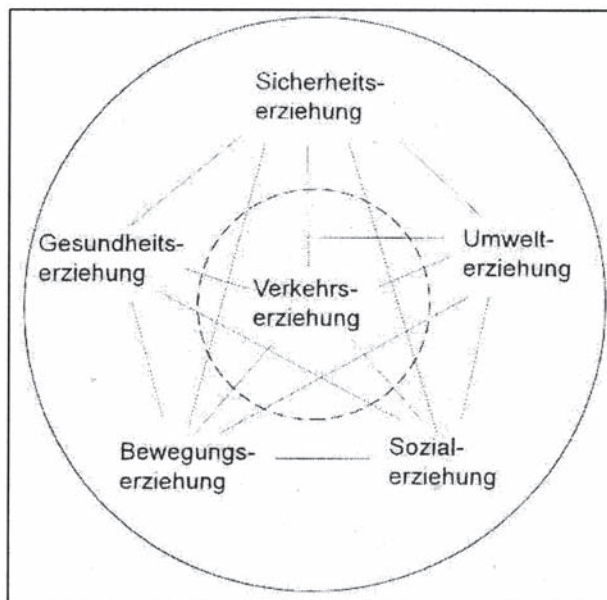 Sicherheits-
erziehung
Gesundheits-
erziehung
Umwelt-
erziehung
Verkehrs-
erziehung
Bewegungs-
erziehung
Sozial-
erziehung